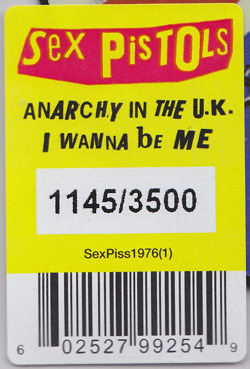 Sex PisTOLS
ANARCHY IN THE U.K.
I WANNA bE ME
1145/3500
SexPiss1976(1)
6 02527 99254 9